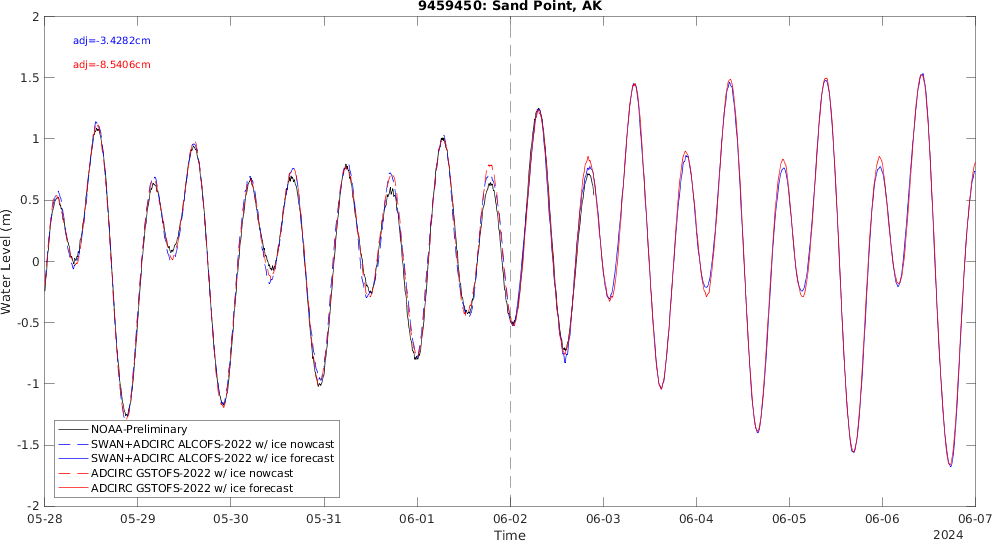 9459450: Sand Point, AK
adj=-3.4282cm
adj=-8.5406cm
Water Level (m)
2
1.5
1
0.5
0
-0.5
-1
-1.5
-2
NOAA-Preliminary
SWAN+ADCIRC ALCOFS-2022 w/ ice nowcast
SWAN+ADCIRC ALCOFS-2022 w/ ice forecast
ADCIRC GSTOFS-2022 w/ ice nowcast
ADCIRC GSTOFS-2022 w/ ice forecast
05-28 05-29 05-30 05-31 06-01 06-02 06-03 06-04 06-05 06-06 06-07
Time
2024